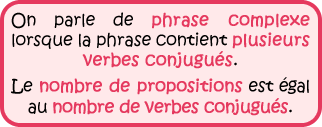 On parle de phrase complexe
lorsque la phrase contient plusieurs
verbes conjugués.
Le nombre de propositions est égal
au nombre de verbes conjugués.